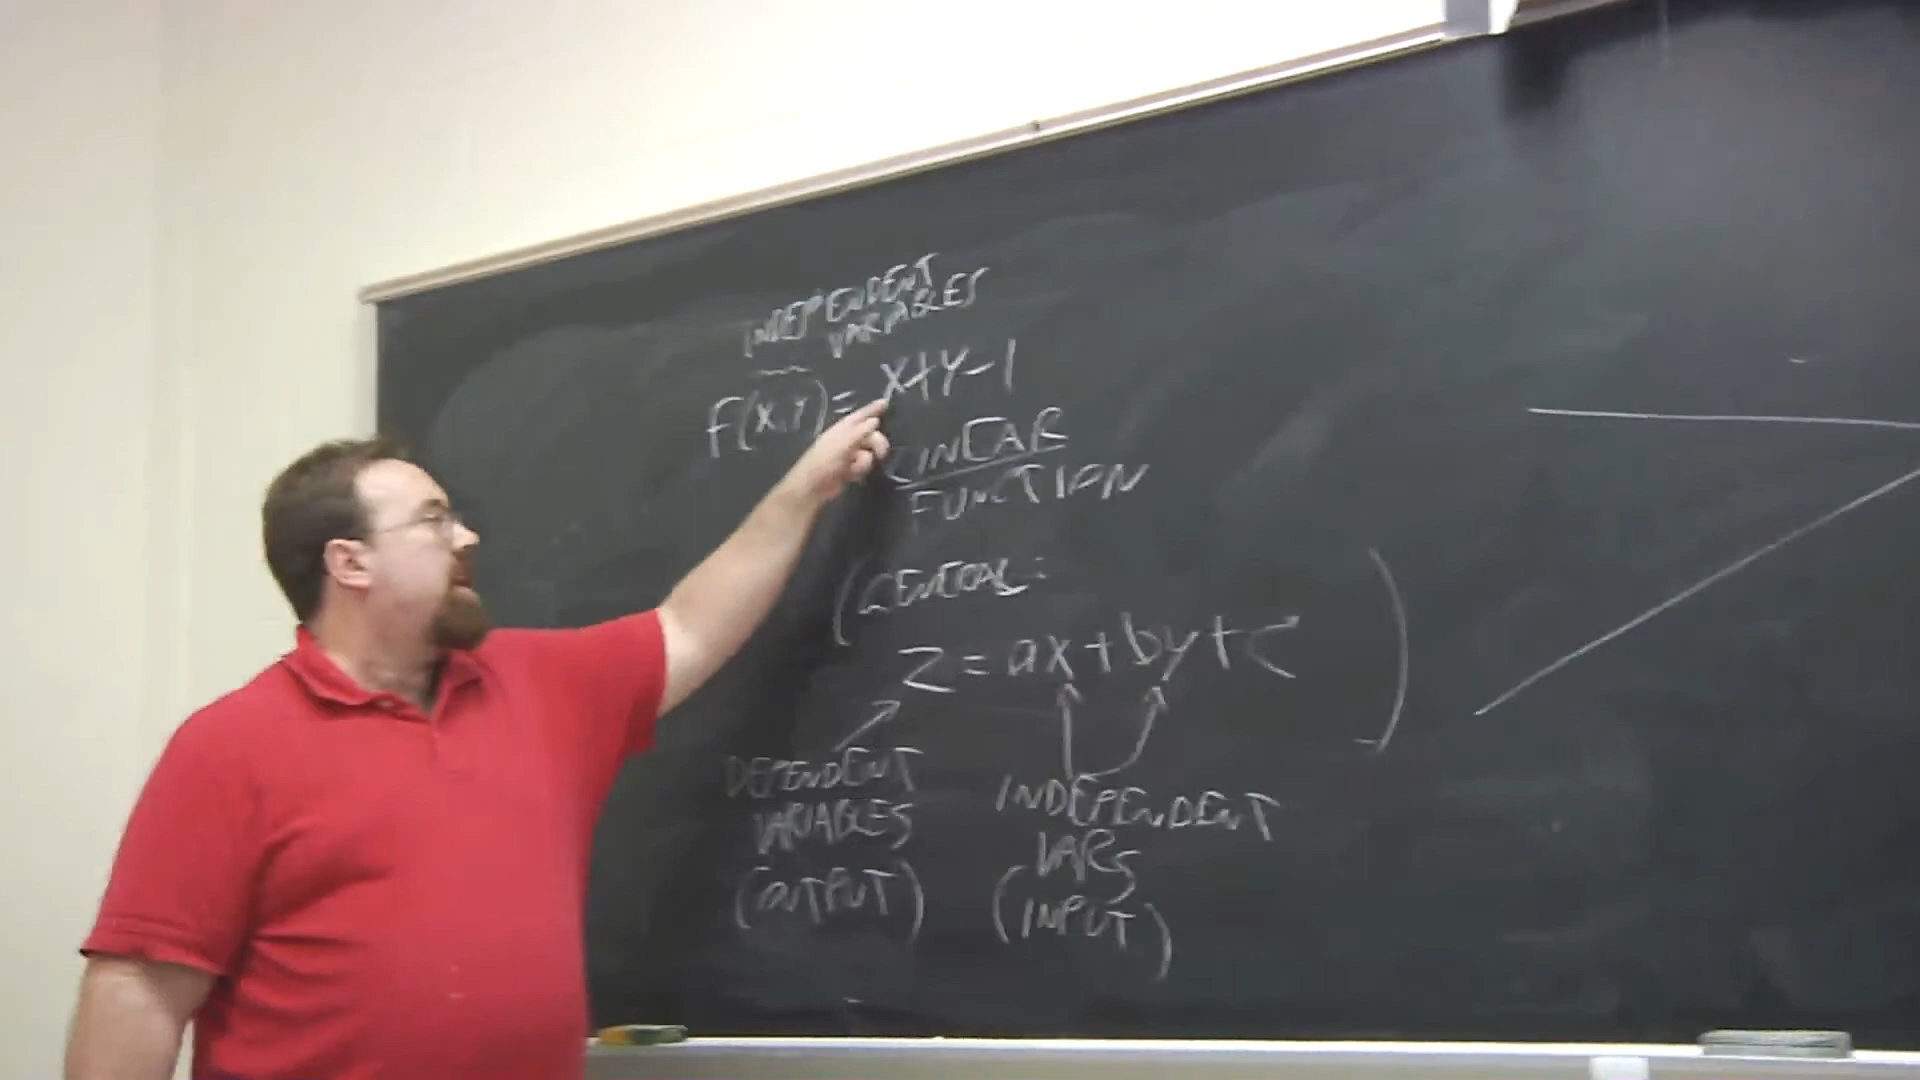 INDEPENDENT
VARIABLES
F(X,Y)= X+Y-1
LINEAR
FUNCTION
(GENERAL:
Z=ax+by+c)
DEPENDENT
VARIABLES
(OUTPUT)
INDEPENDENT
VARS
(INPUT)